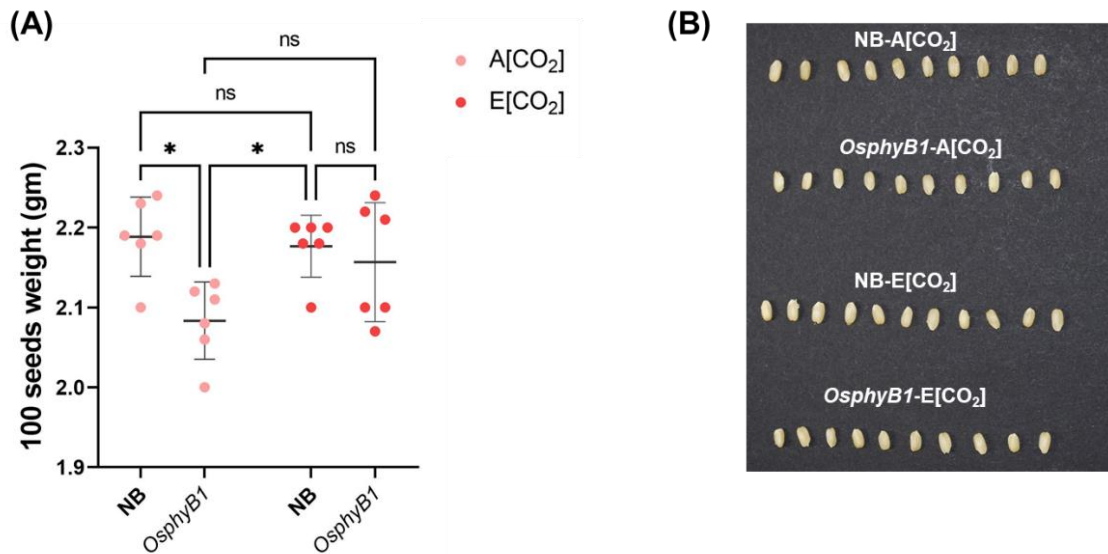 (A)
ns
A[CO₂]
E[CO₂]
ns
* * ns
2.3
2.2
2.1
2.0
1.9
100 seeds weight (gm)
NB OsphyB1 NB OsphyB1
(B)
NB-A[CO₂]
OsphyB1-A[CO₂]
NB-E[CO₂]
OsphyB1-E[CO₂]